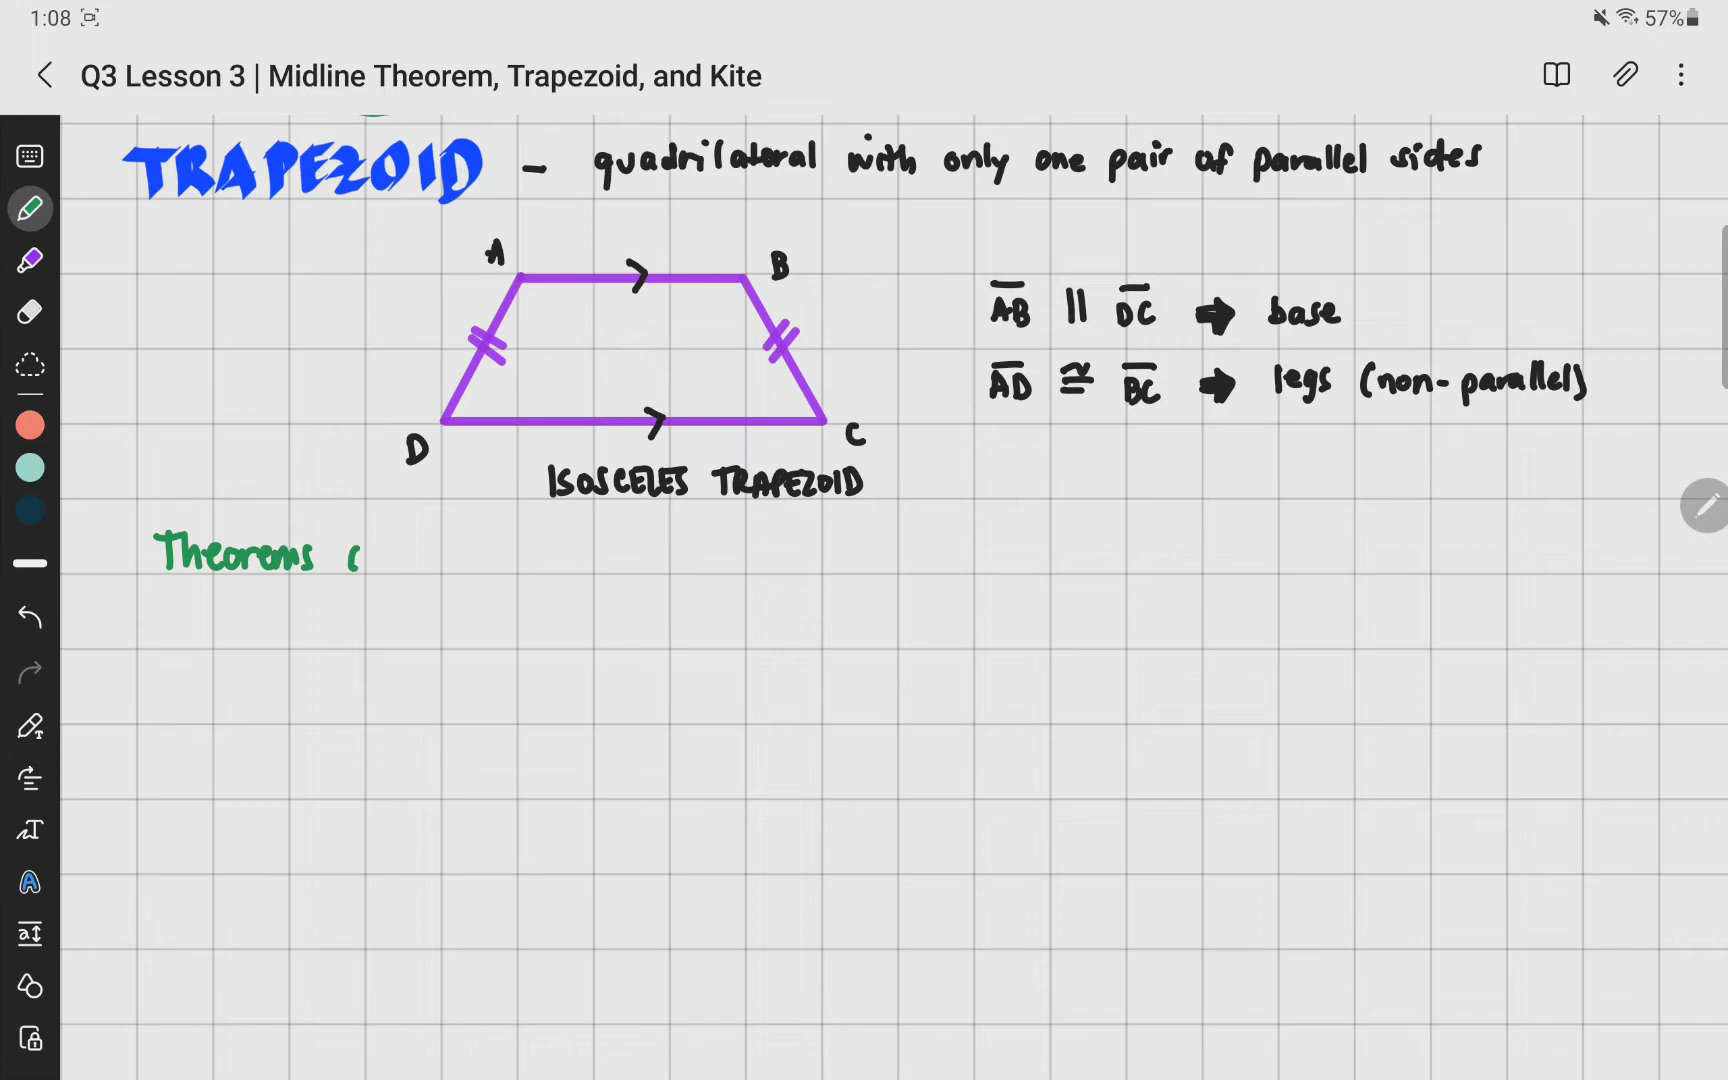 1:08 57%
Q3 Lesson 3 | Midline Theorem, Trapezoid, and Kite
TRAPEZOID - quadrilateral with only one pair of parallel sides
A B
AB || DC ➡ base
AD ≅ BC ➡ legs (non-parallel)
D C
ISOSCELES TRAPEZOID
Theorems